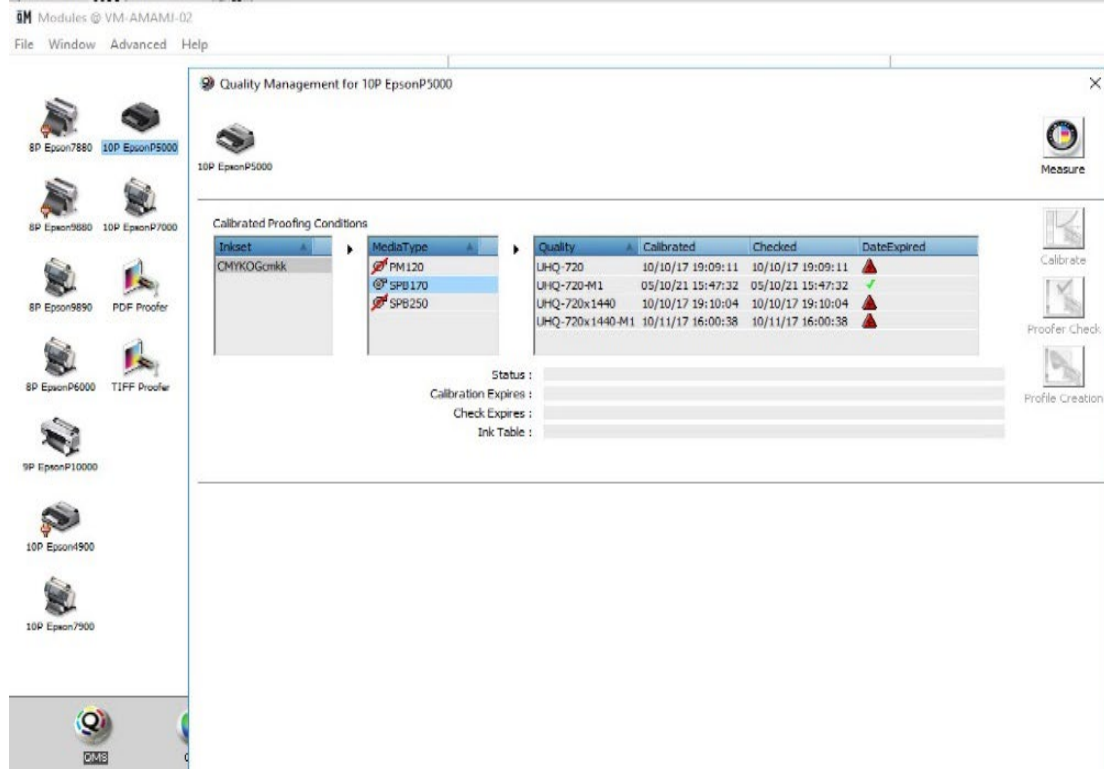 Modules @ VM-AMAMJ-02
File Window Advanced Help
Quality Management for 10P EpsonP5000
8P Epson7880
10P EpsonP5000
10P EpsonP5000
Measure
8P Epson9880
10P EpsonP7000
Calibrated Proofing Conditions
Inkset
MediaType
Quality Calibrated Checked DateExpired
CMYKOGcmkk
PM120
UHQ-720 10/10/17 19:09:11 10/10/17 19:09:11
SPB170
UHQ-720-M1 05/10/21 15:47:32 05/10/21 15:47:32
SPB250
UHQ-720x1440 10/10/17 19:10:04 10/10/17 19:10:04
UHQ-720x1440-M1 10/11/17 16:00:38 10/11/17 16:00:38
Calibrate
8P Epson9890
PDF Proofer
Proofer Check
Status :
Calibration Expires :
Check Expires :
Ink Table :
8P EpsonP6000
TIFF Proofer
Profile Creation
9P EpsonP10000
10P Epson4900
10P Epson7900
QMS